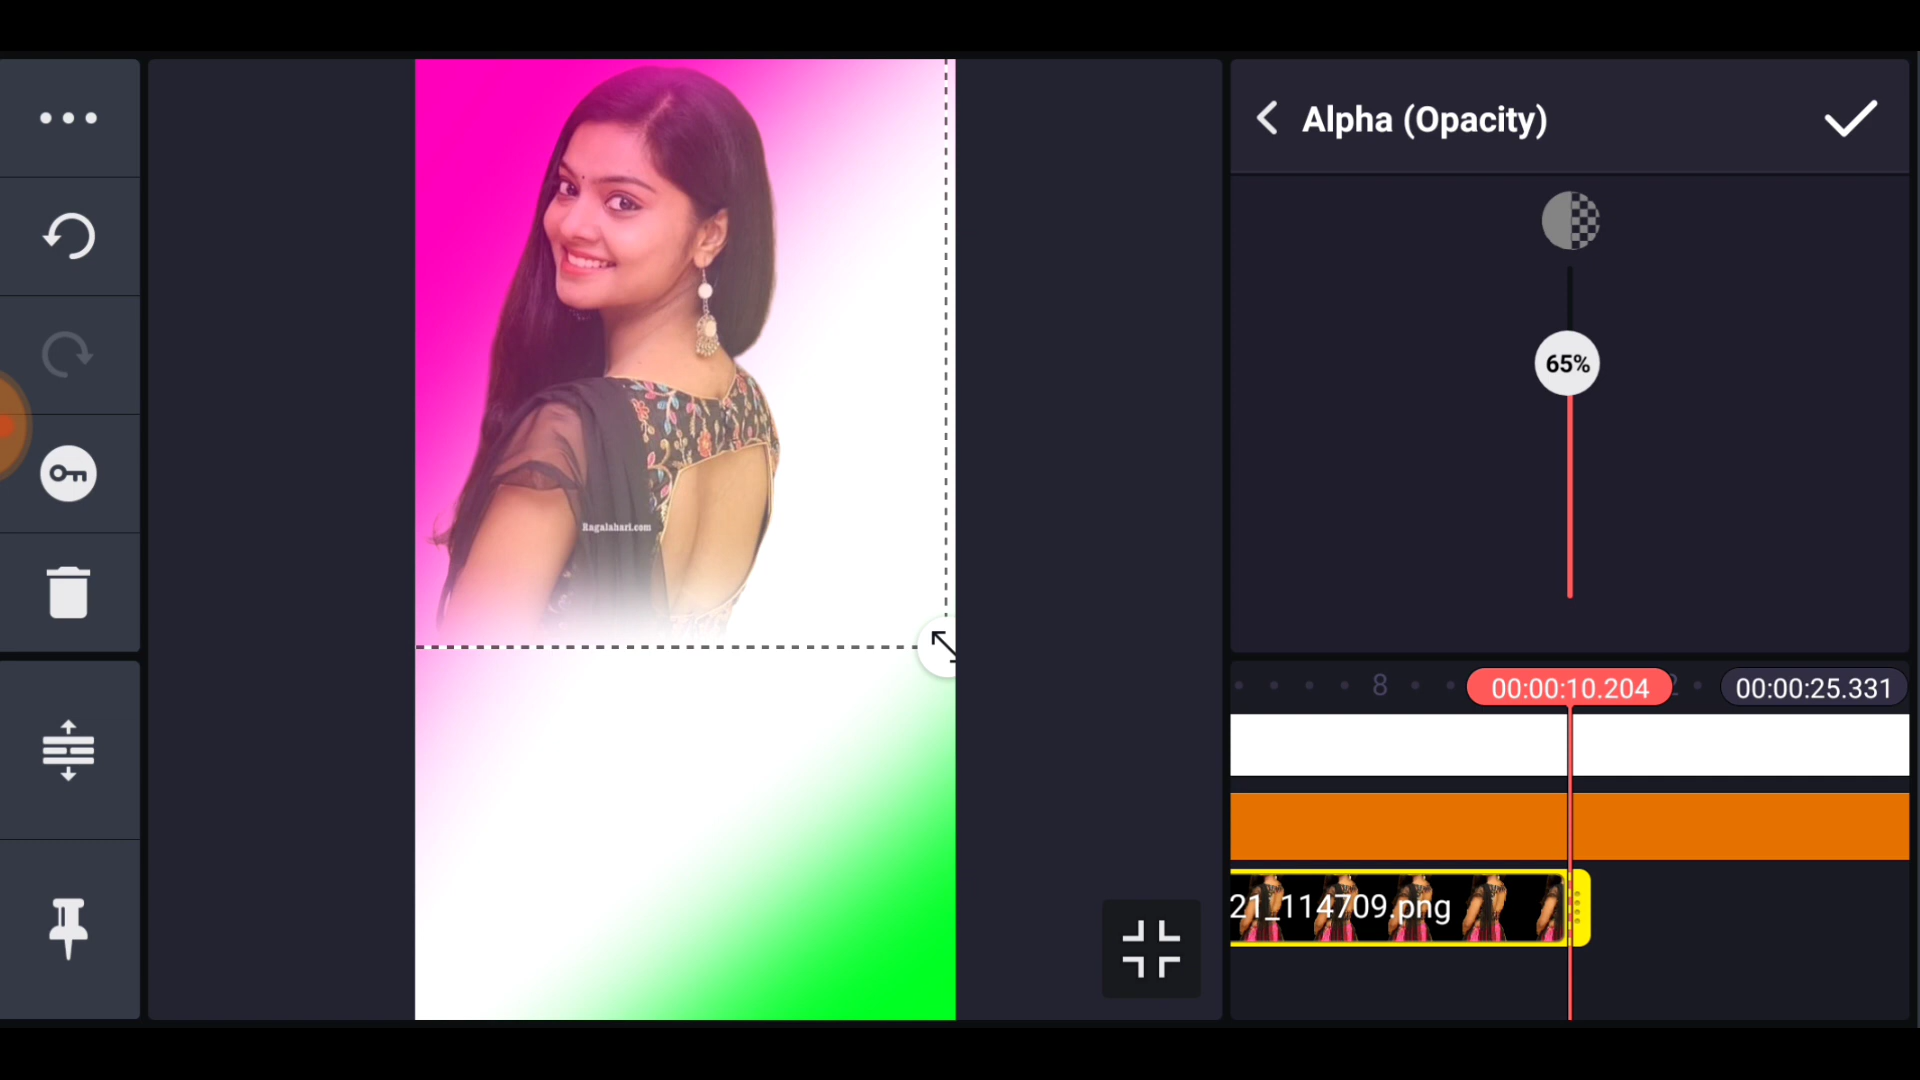 Alpha (Opacity)
65%
Ragalahari.com
8
00:00:10.204
00:00:25.331
21_114709.png